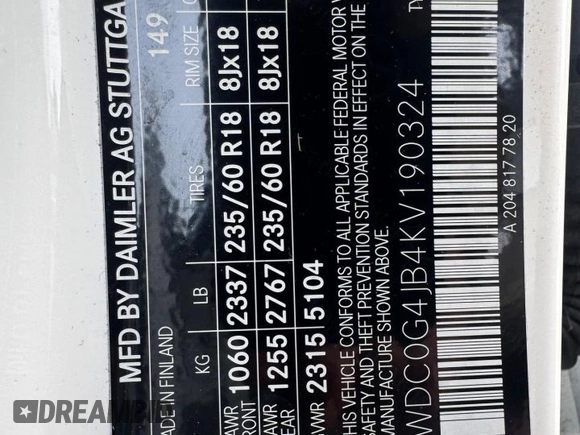 MFD BY DAIMLER AG STUTTGA
149
MADE IN FINLAND
KG LB TIRES RIM SIZE
GAWR FRONT 1060 2337 235/60 R18 8Jx18
GAWR REAR 1255 2767 235/60 R18 8Jx18
GVWR 2315 5104
THIS VEHICLE CONFORMS TO ALL APPLICABLE FEDERAL MOTOR V
SAFETY AND THEFT PREVENTION STANDARDS IN EFFECT ON THE
MANUFACTURE SHOWN ABOVE.
WDC0G4JB4KV190324
A 204 817 78 20
DREAMBID